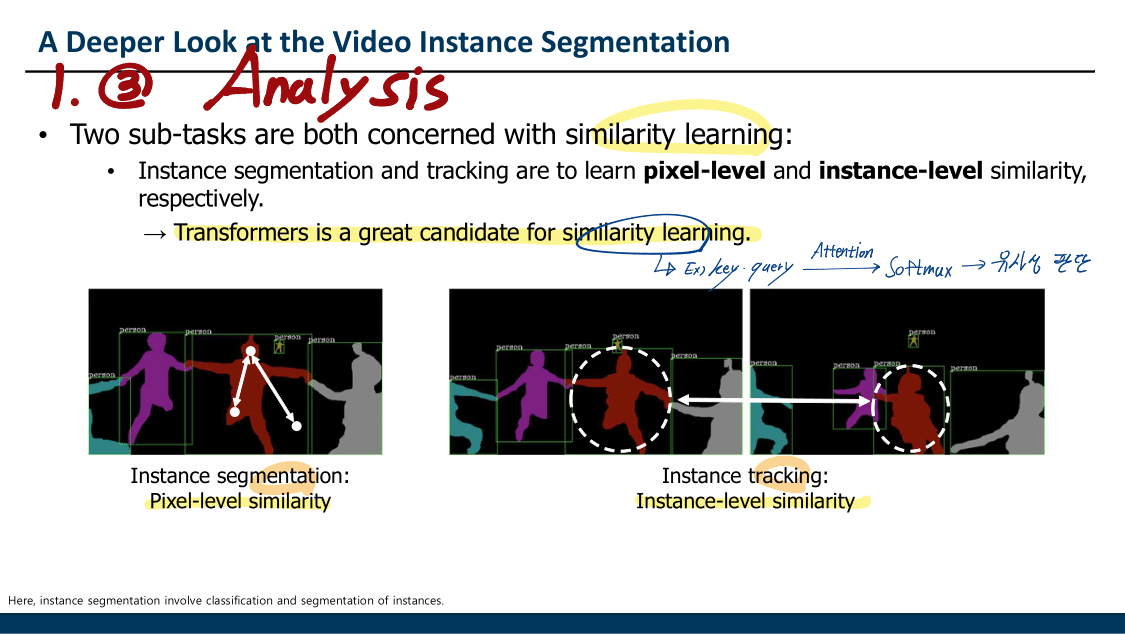 A Deeper Look at the Video Instance Segmentation
1. ③ Analysis
• Two sub-tasks are both concerned with similarity learning:
• Instance segmentation and tracking are to learn pixel-level and instance-level similarity,
respectively.
→ Transformers is a great candidate for similarity learning.
↳ Ex) key·query —Attention→ Softmax → 유사성 판단
person person person person person
person person person person person
person person person person person
Instance segmentation:
Pixel-level similarity
Instance tracking:
Instance-level similarity
Here, instance segmentation involve classification and segmentation of instances.